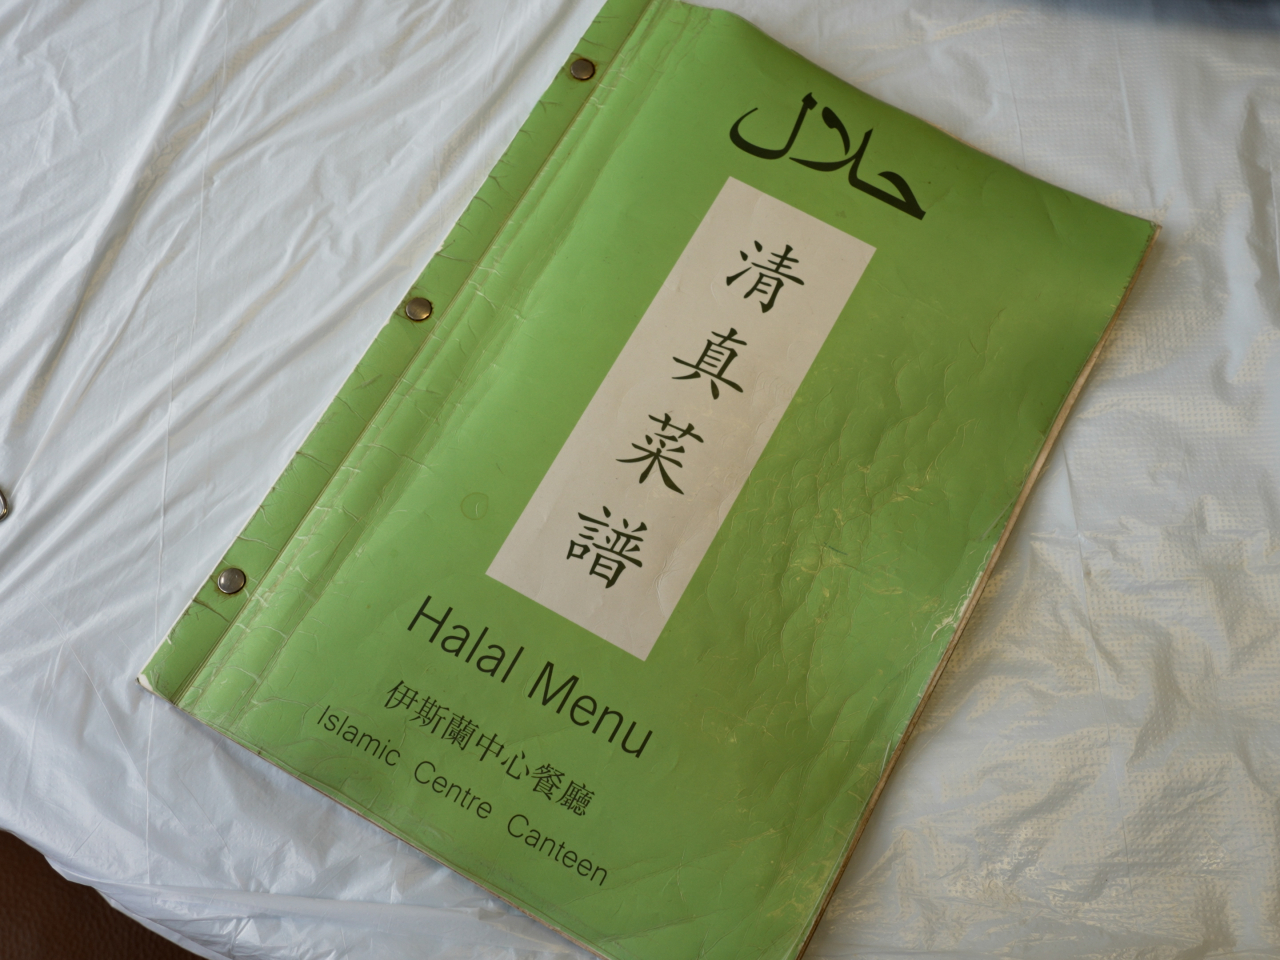 حلال
清真菜譜
Halal Menu
伊斯蘭中心餐廳
Islamic Centre Canteen